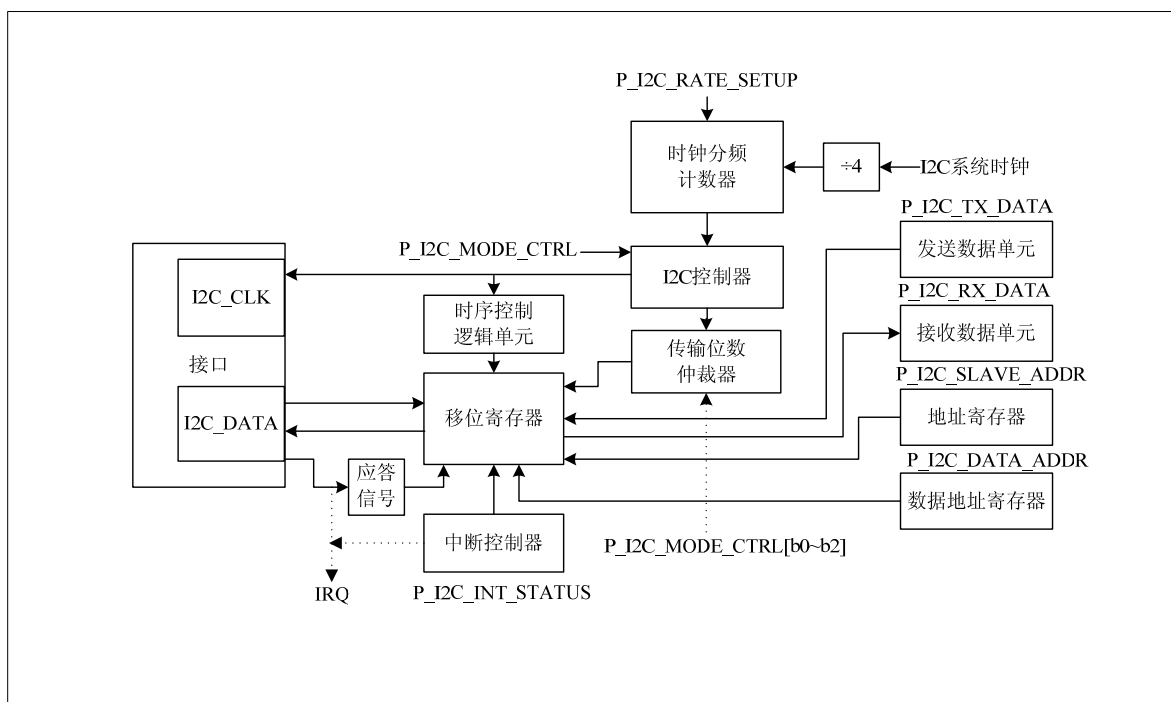 P_I2C_RATE_SETUP
时钟分频
计数器
÷4
I2C系统时钟
P_I2C_TX_DATA
发送数据单元
P_I2C_MODE_CTRL
I2C控制器
I2C_CLK
P_I2C_RX_DATA
接收数据单元
时序控制
逻辑单元
传输位数
仲裁器
接口
P_I2C_SLAVE_ADDR
地址寄存器
I2C_DATA
移位寄存器
P_I2C_DATA_ADDR
数据地址寄存器
应答
信号
中断控制器
P_I2C_MODE_CTRL[b0~b2]
IRQ
P_I2C_INT_STATUS